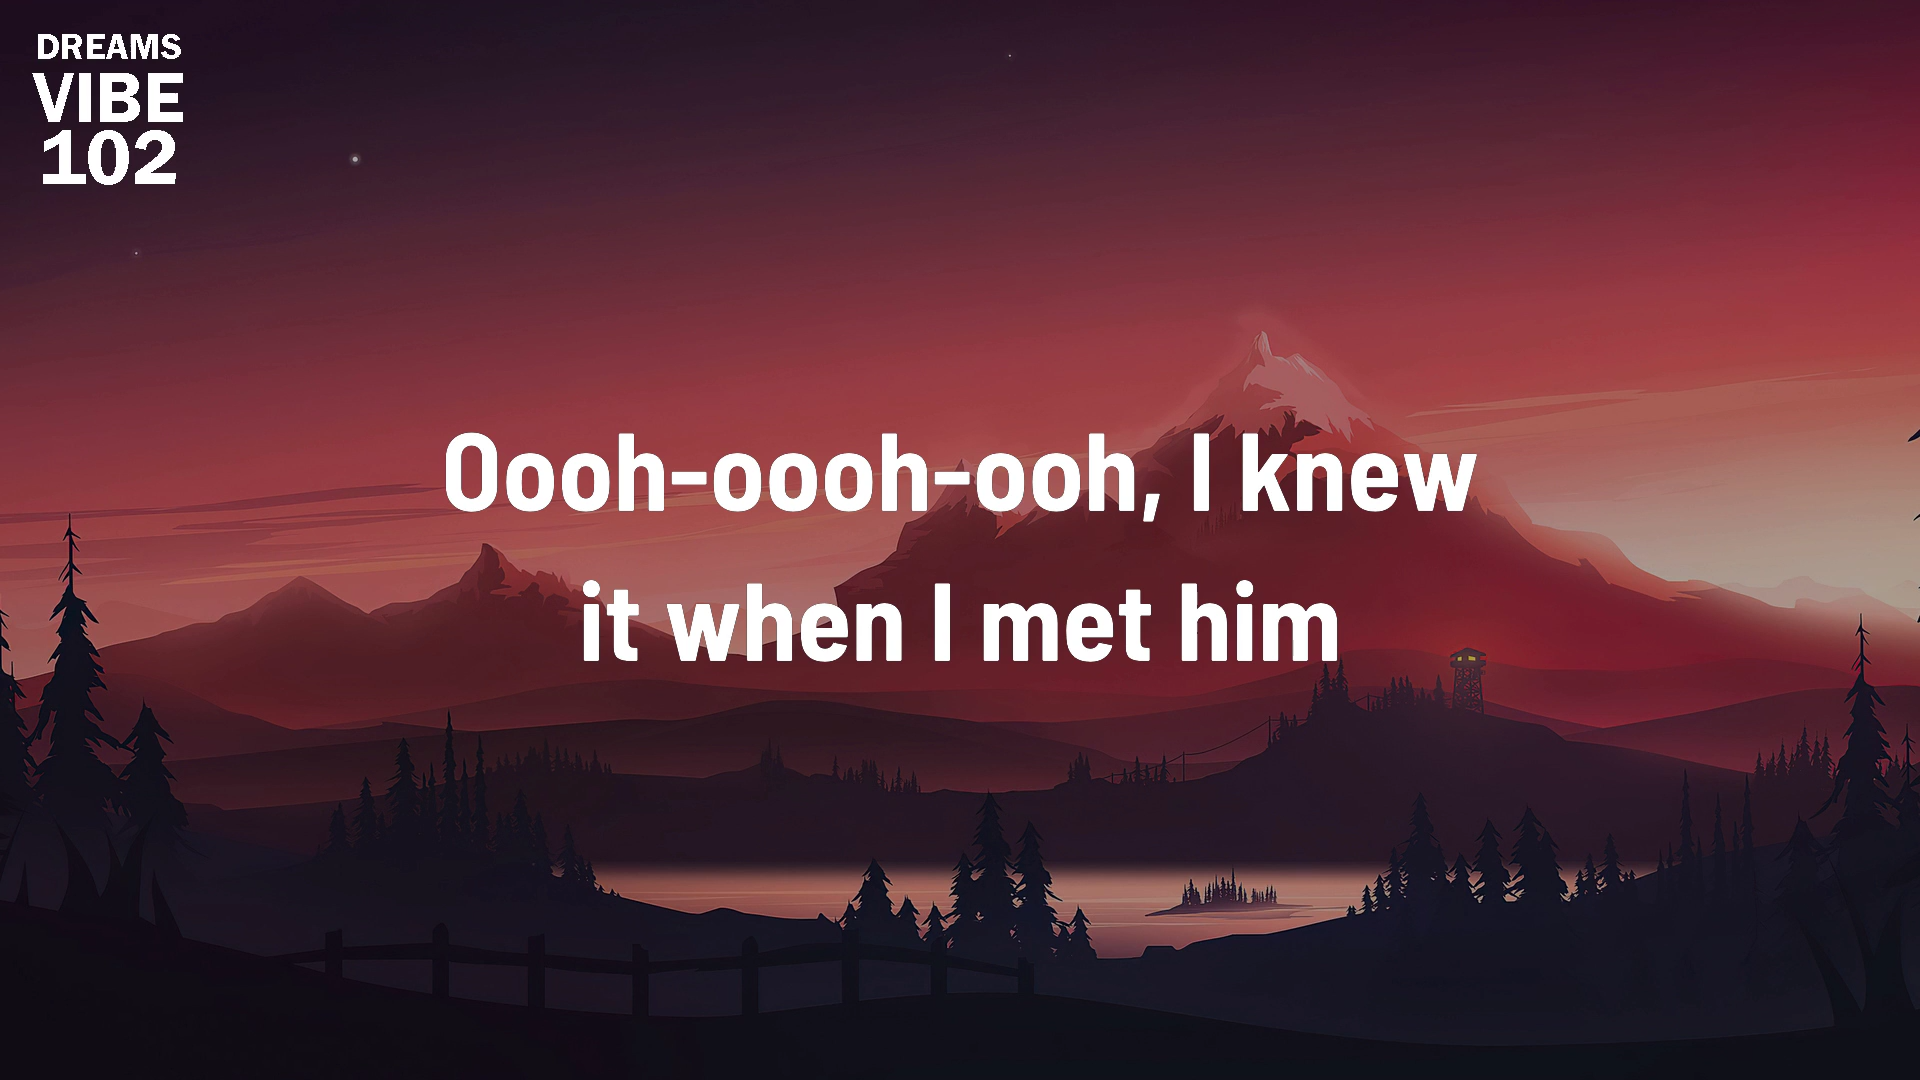 DREAMS
VIBE
102
Oooh-oooh-ooh, I knew
it when I met him